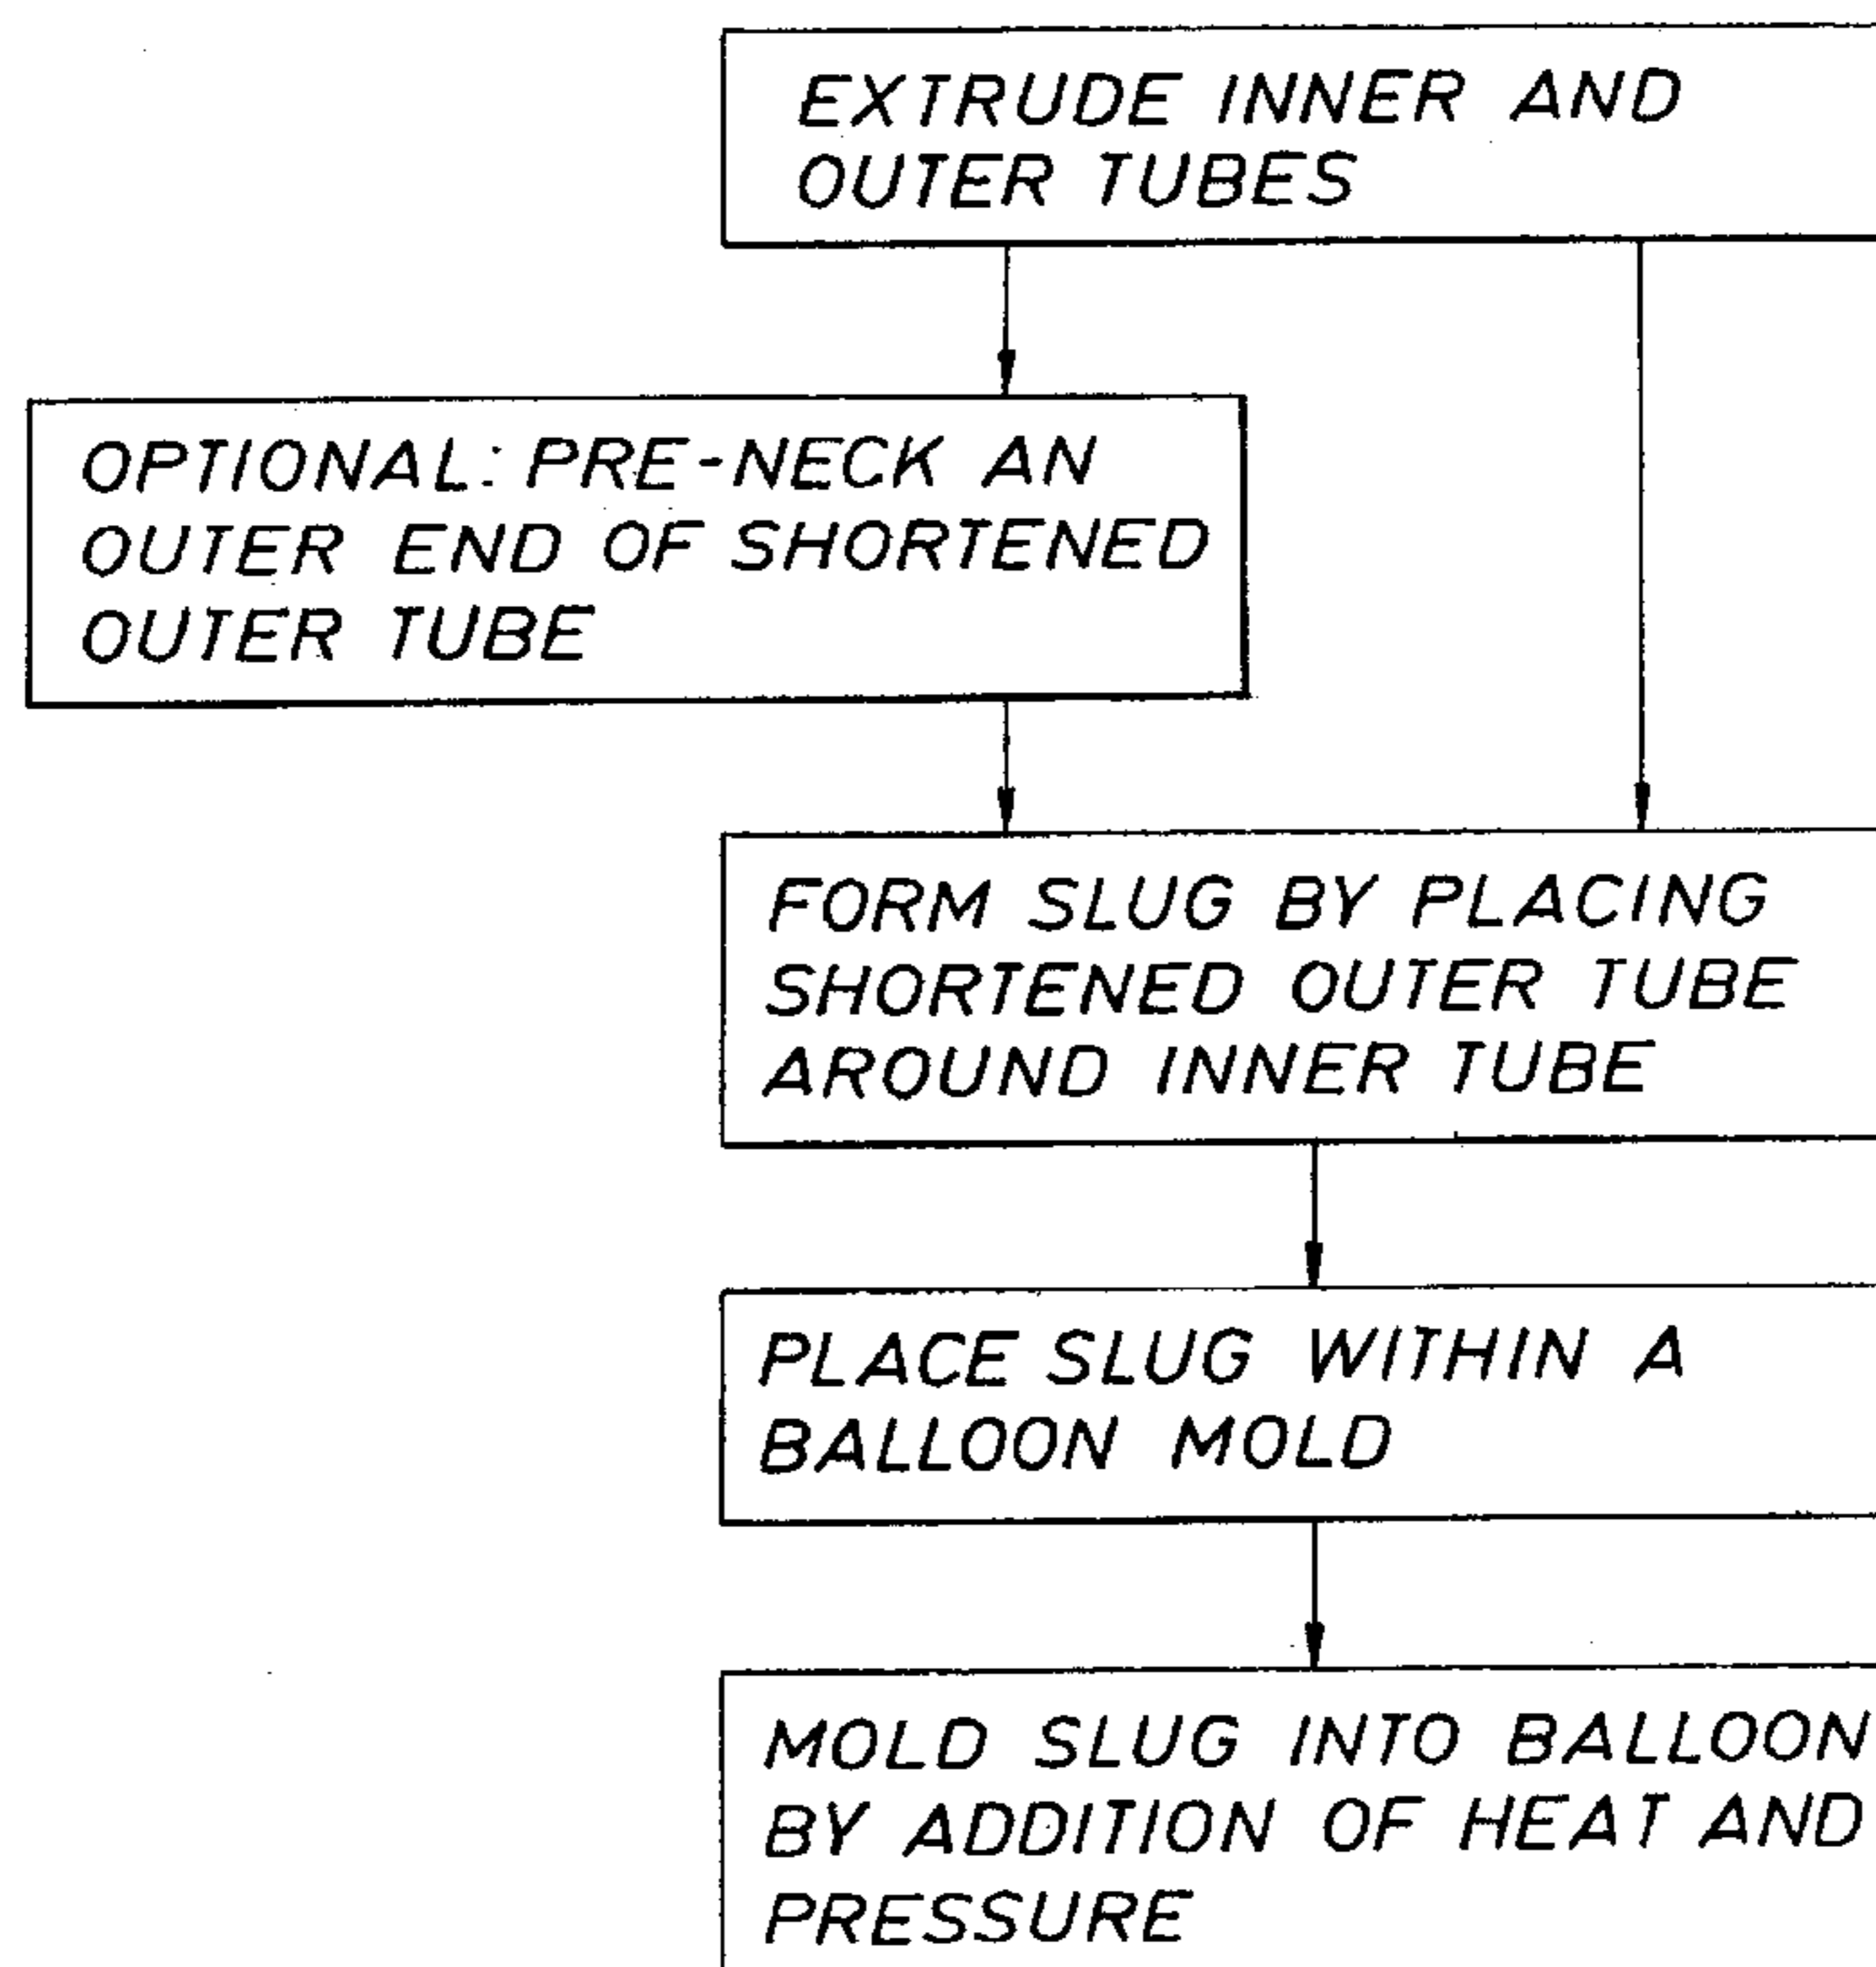 EXTRUDE INNER AND
OUTER TUBES
OPTIONAL: PRE-NECK AN
OUTER END OF SHORTENED
OUTER TUBE
FORM SLUG BY PLACING
SHORTENED OUTER TUBE
AROUND INNER TUBE
PLACE SLUG WITHIN A
BALLOON MOLD
MOLD SLUG INTO BALLOON
BY ADDITION OF HEAT AND
PRESSURE